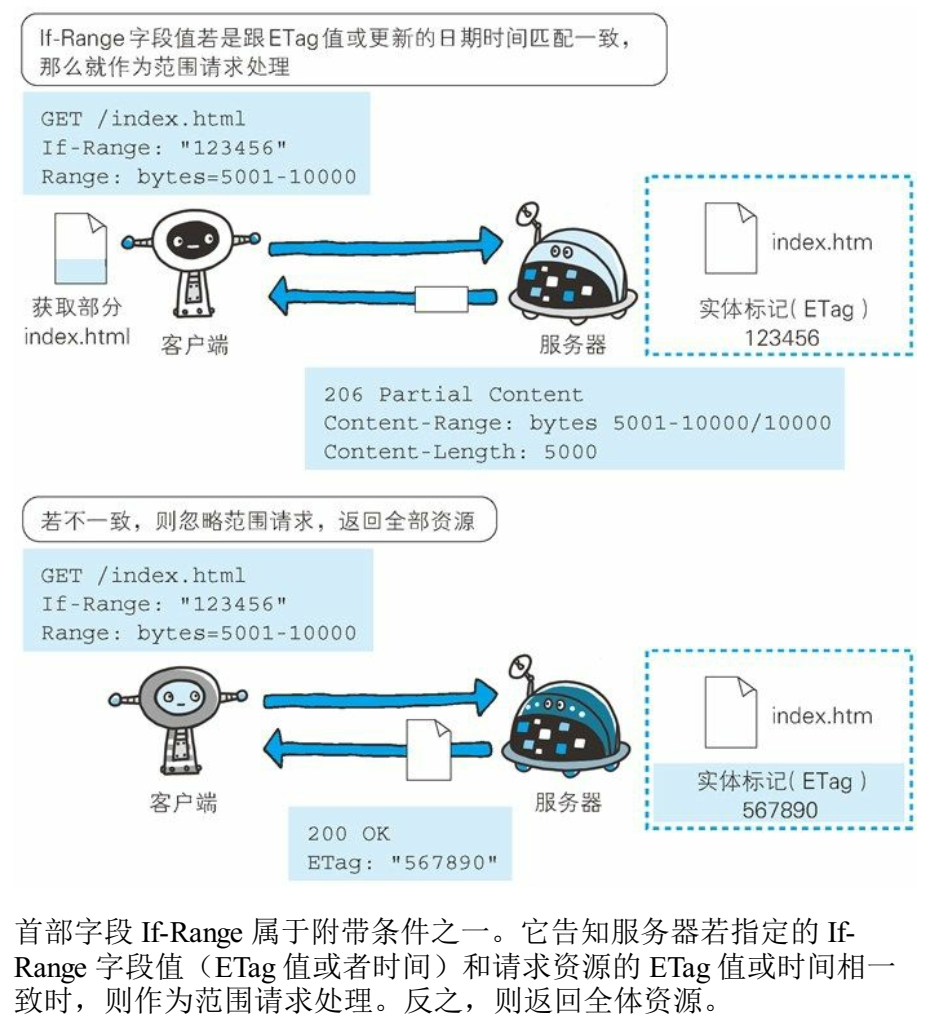 If-Range字段值若是跟ETag值或更新的日期时间匹配一致，
那么就作为范围请求处理
GET /index.html
If-Range: "123456"
Range: bytes=5001-10000
获取部分
index.html
客户端
服务器
index.htm
实体标记( ETag )
123456
206 Partial Content
Content-Range: bytes 5001-10000/10000
Content-Length: 5000
若不一致，则忽略范围请求，返回全部资源
GET /index.html
If-Range: "123456"
Range: bytes=5001-10000
客户端
服务器
index.htm
实体标记( ETag )
567890
200 OK
ETag: "567890"
首部字段 If-Range 属于附带条件之一。它告知服务器若指定的 If-
Range 字段值（ETag 值或者时间）和请求资源的 ETag 值或时间相一
致时，则作为范围请求处理。反之，则返回全体资源。